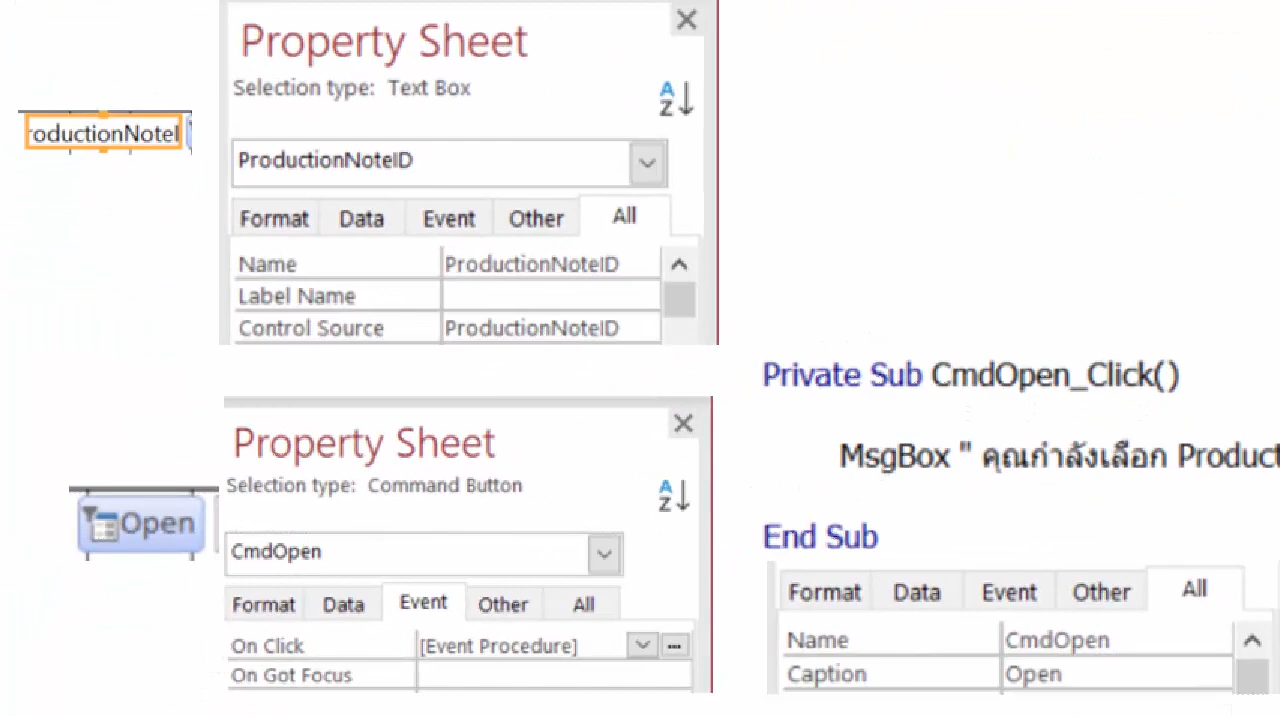 Property Sheet
Selection type: Text Box
A
Z
roductionNoteI
ProductionNoteID
Format Data Event Other All
Name ProductionNoteID
Label Name
Control Source ProductionNoteID
Private Sub CmdOpen_Click()
MsgBox " คุณกำลังเลือก Product
End Sub
Property Sheet
Selection type: Command Button
A
Z
Open
CmdOpen
Format Data Event Other All
On Click [Event Procedure] ...
On Got Focus
Format Data Event Other All
Name CmdOpen
Caption Open